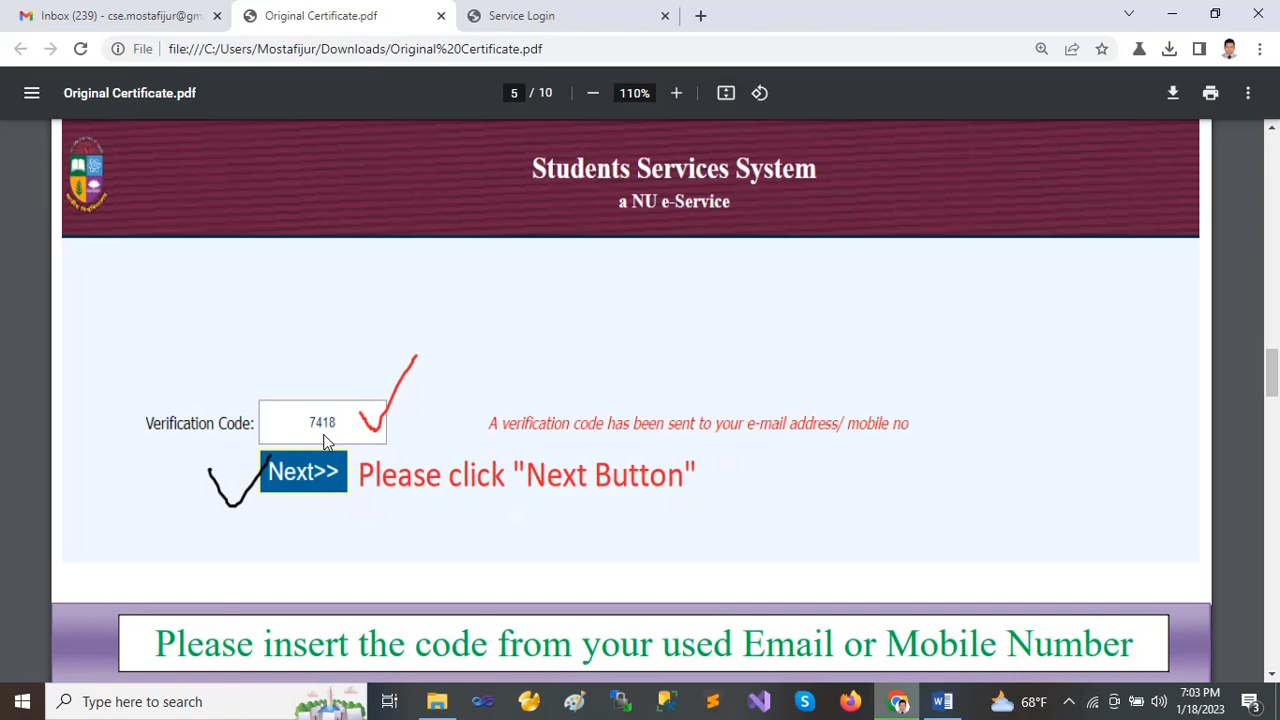 Inbox (239) - cse.mostafijur@gm
Original Certificate.pdf
Service Login
File
file:///C:/Users/Mostafijur/Downloads/Original%20Certificate.pdf
Original Certificate.pdf
5 / 10
110%
Students Services System
a NU e-Service
Verification Code:
7418
A verification code has been sent to your e-mail address/ mobile no
Next>>
Please click "Next Button"
Please insert the code from your used Email or Mobile Number
Type here to search
68°F
7:03 PM
1/18/2023
3